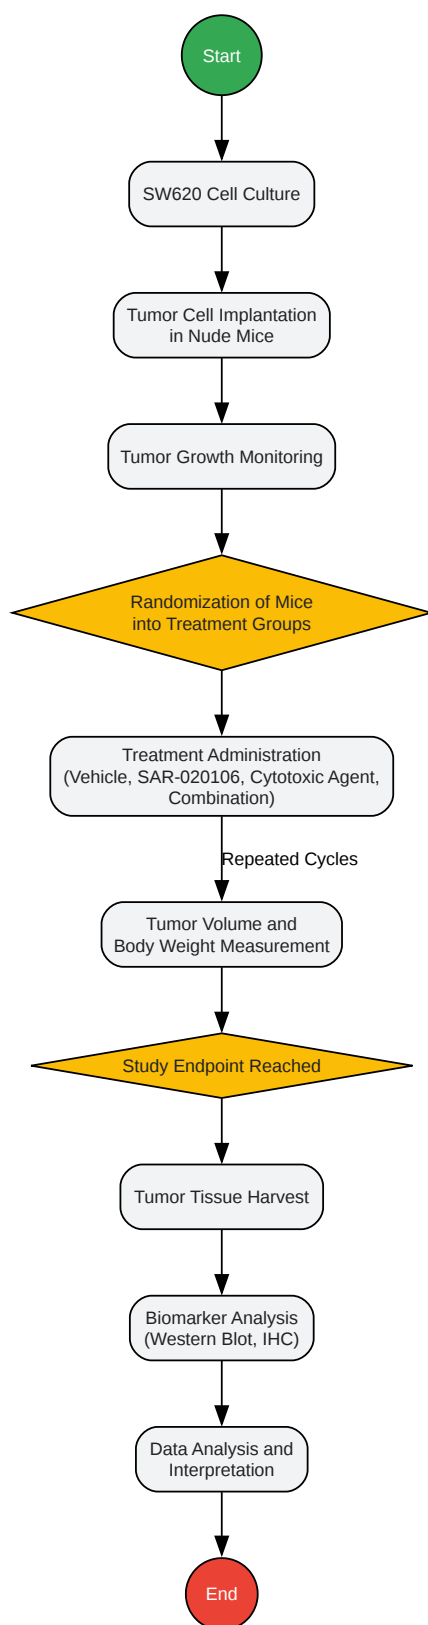 Start
SW620 Cell Culture
Tumor Cell Implantation
in Nude Mice
Tumor Growth Monitoring
Randomization of Mice
into Treatment Groups
Treatment Administration
(Vehicle, SAR-020106, Cytotoxic Agent,
Combination)
Repeated Cycles
Tumor Volume and
Body Weight Measurement
Study Endpoint Reached
Tumor Tissue Harvest
Biomarker Analysis
(Western Blot, IHC)
Data Analysis and
Interpretation
End